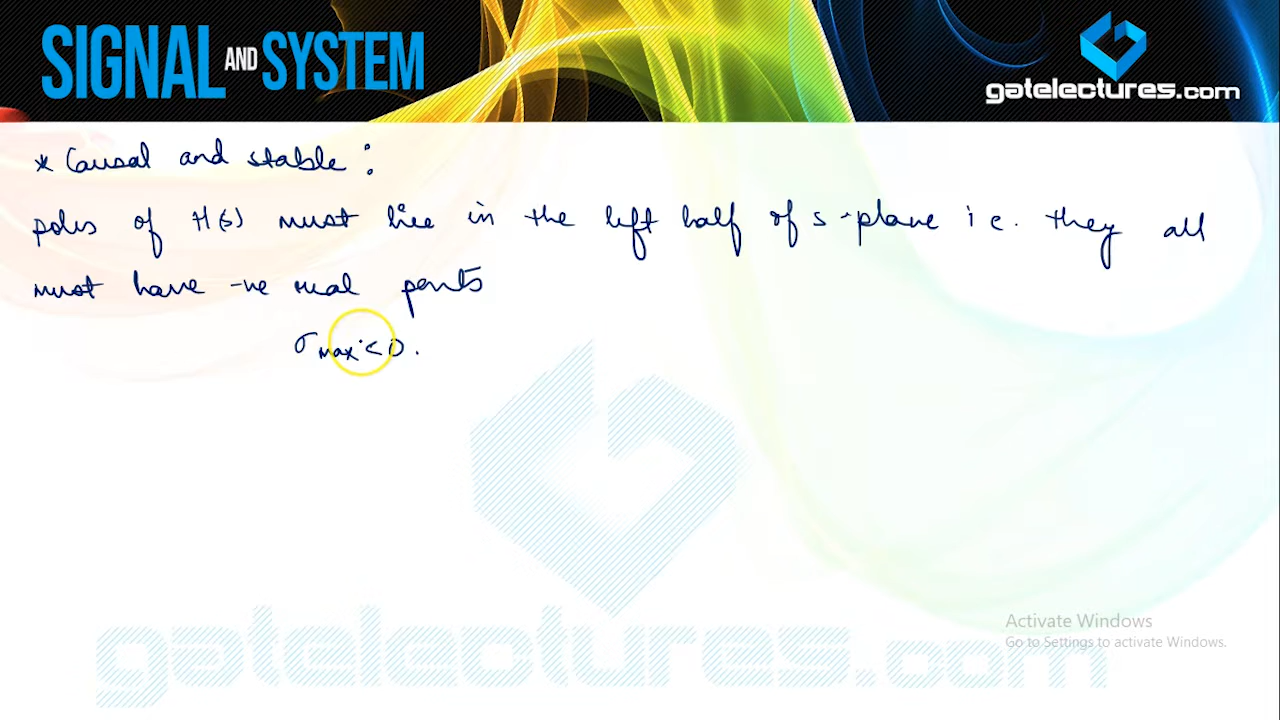 SIGNAL AND SYSTEM
gatelectures.com
* Causal and stable :
poles of H(s) must lie in the left half of s-plane i e. they all
must have -ve real parts
σmax < 0.
gatelectures.com
Activate Windows
Go to Settings to activate Windows.